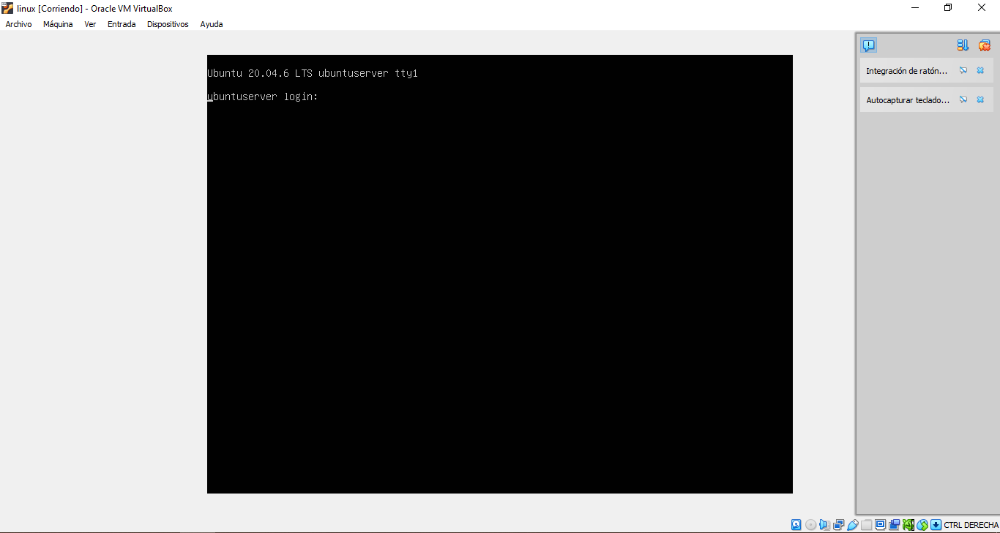 linux [Corriendo] - Oracle VM VirtualBox
Archivo Máquina Ver Entrada Dispositivos Ayuda
Ubuntu 20.04.6 LTS ubuntuserver tty1
ubuntuserver login:
Integración de ratón...
Autocapturar teclado...
CTRL DERECHA